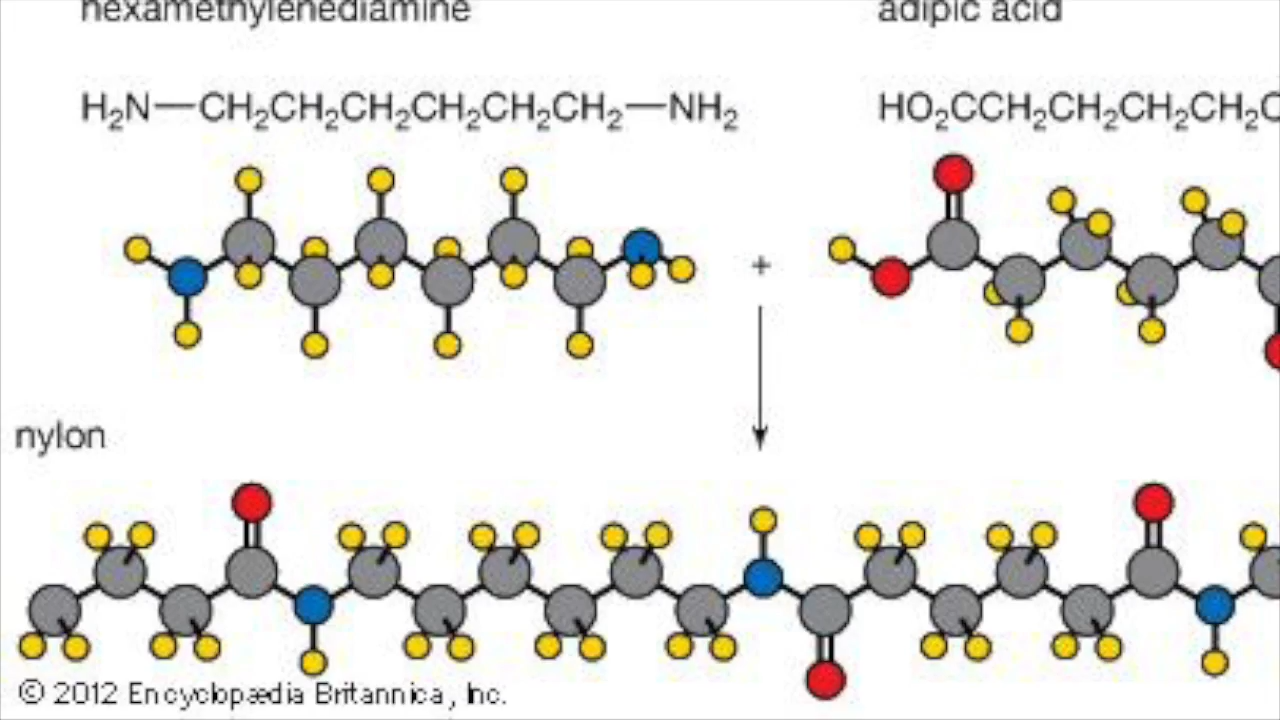 hexamethylenediamine
adipic acid
H₂N—CH₂CH₂CH₂CH₂CH₂CH₂—NH₂
HO₂CCH₂CH₂CH₂CH₂C
+
nylon
© 2012 Encyclopædia Britannica, Inc.